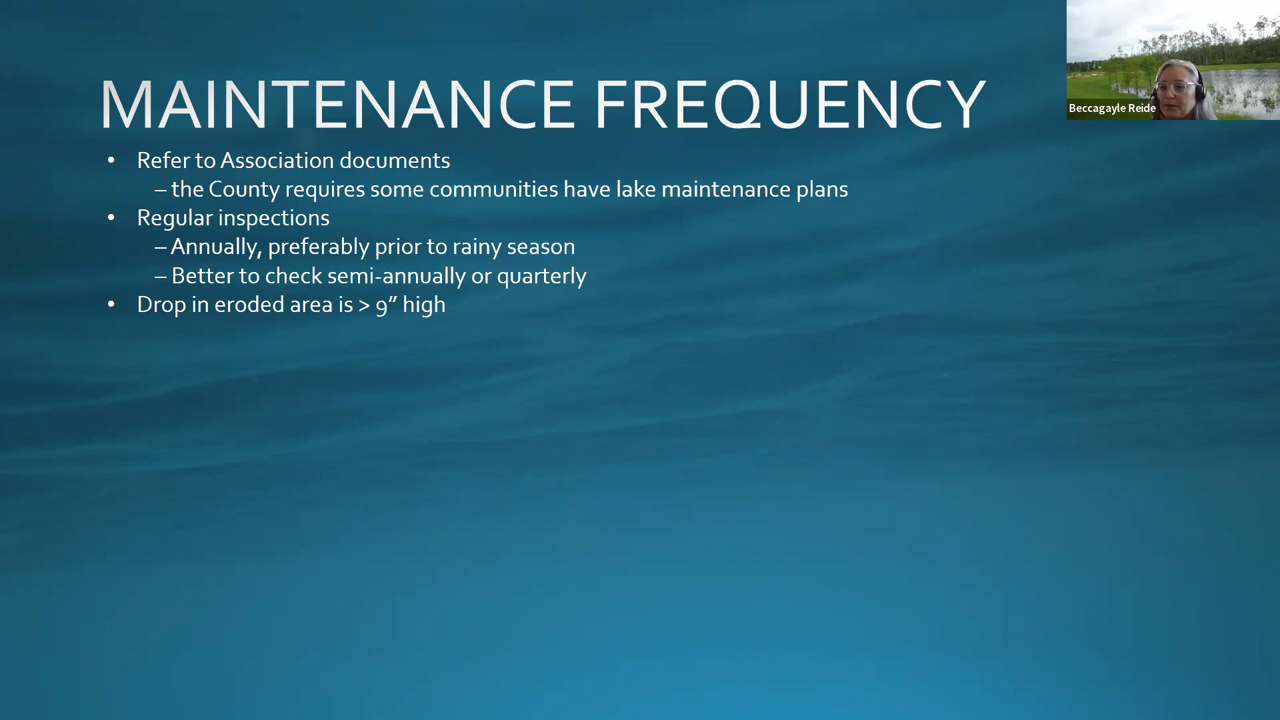 MAINTENANCE FREQUENCY
• Refer to Association documents
– the County requires some communities have lake maintenance plans
• Regular inspections
– Annually, preferably prior to rainy season
– Better to check semi-annually or quarterly
• Drop in eroded area is > 9” high
Beccagayle Reide